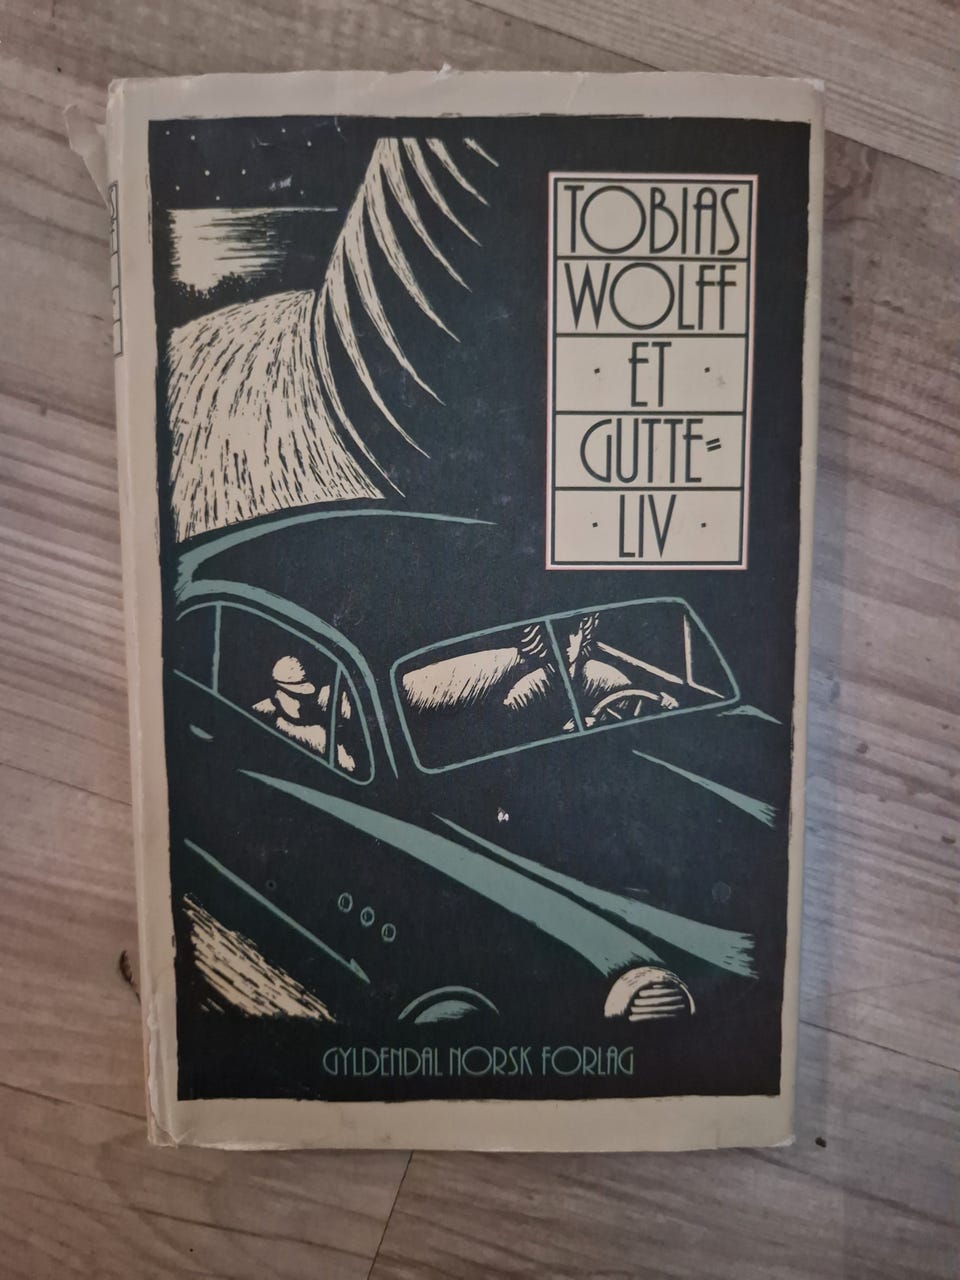 TOBIAS
WOLFF
· ET ·
GUTTE=
· LIV ·
GYLDENDAL NORSK FORLAG